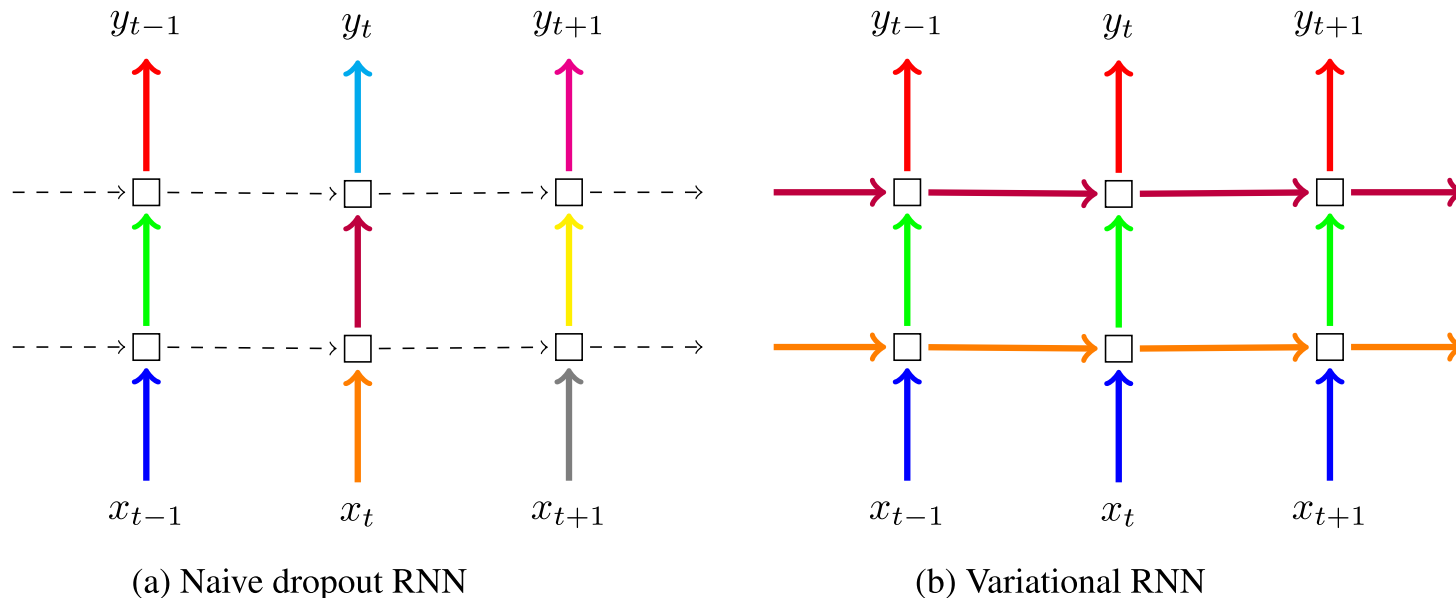 y_{t−1} y_t y_{t+1} y_{t−1} y_t y_{t+1}
x_{t−1} x_t x_{t+1} x_{t−1} x_t x_{t+1}
(a) Naive dropout RNN (b) Variational RNN